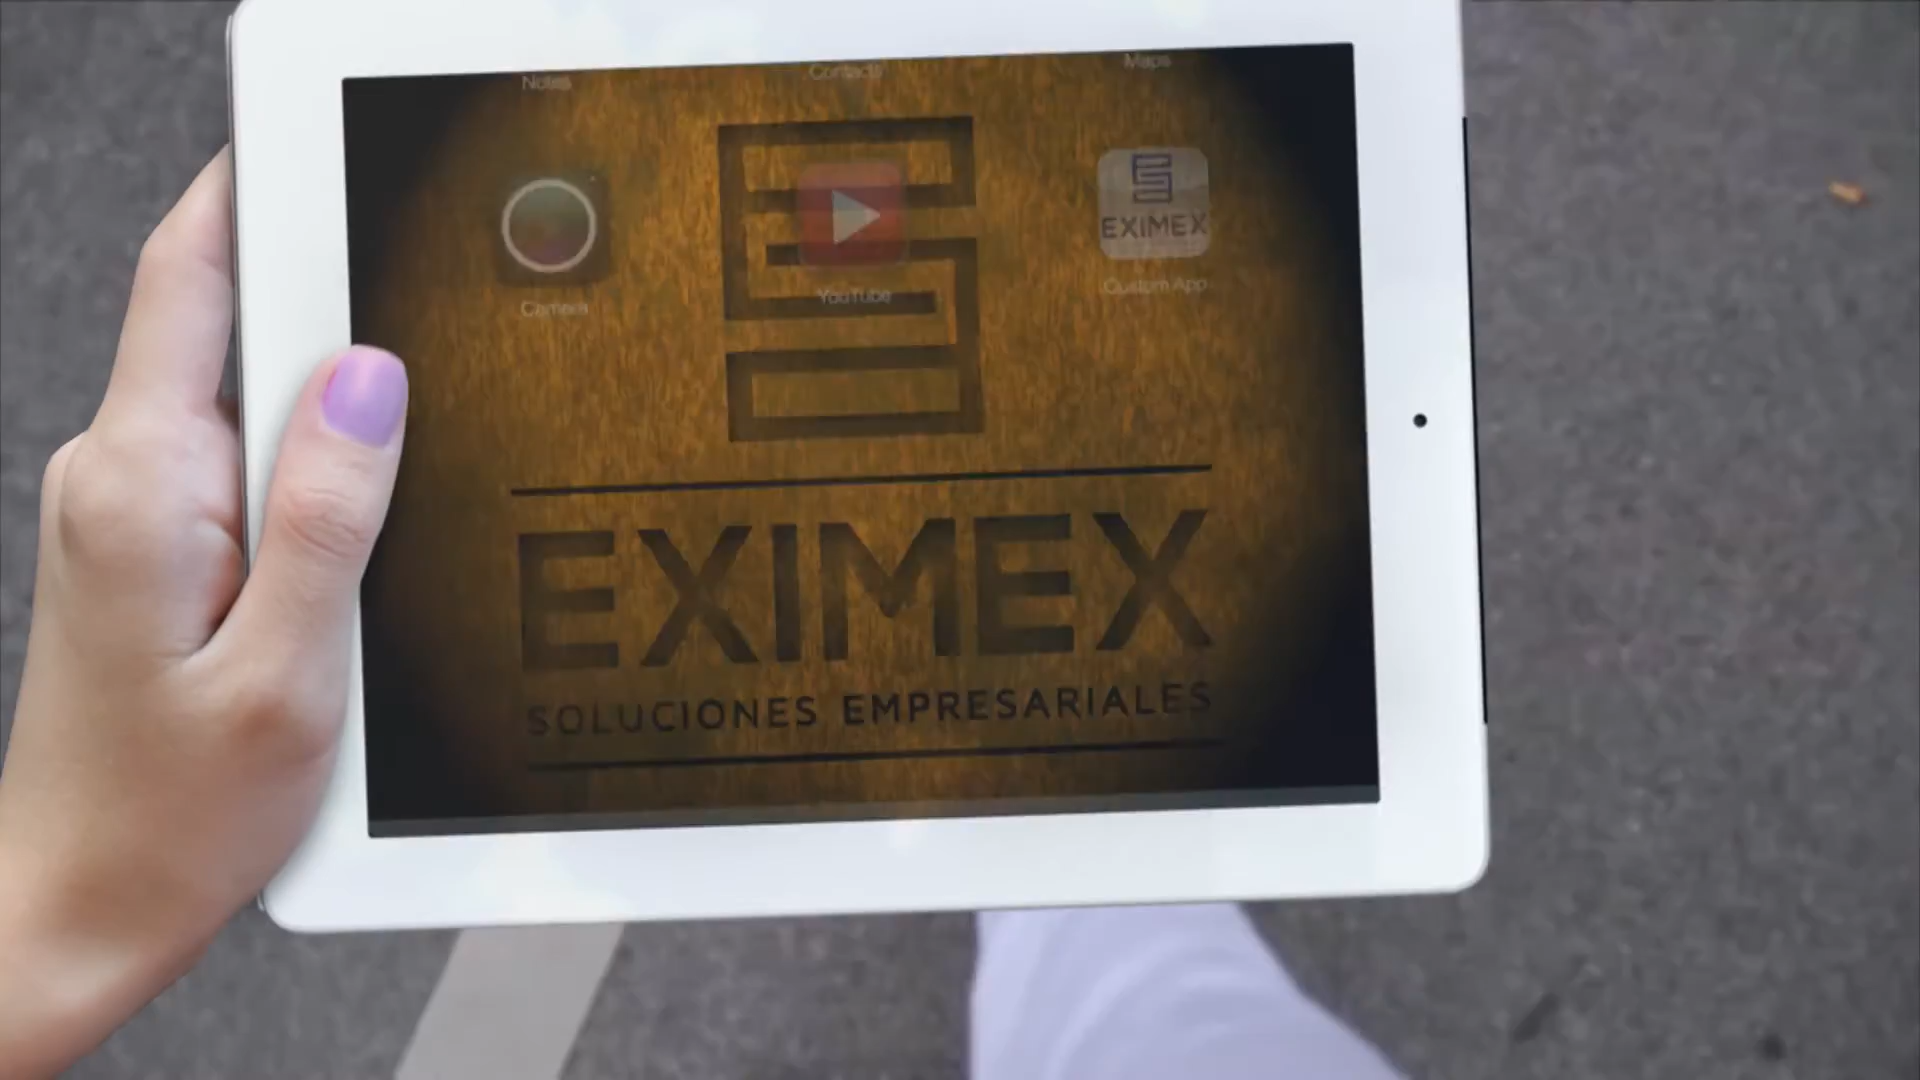 Notes Contacts Maps
EXIMEX
Camera YouTube Custom App
EXIMEX
SOLUCIONES EMPRESARIALES